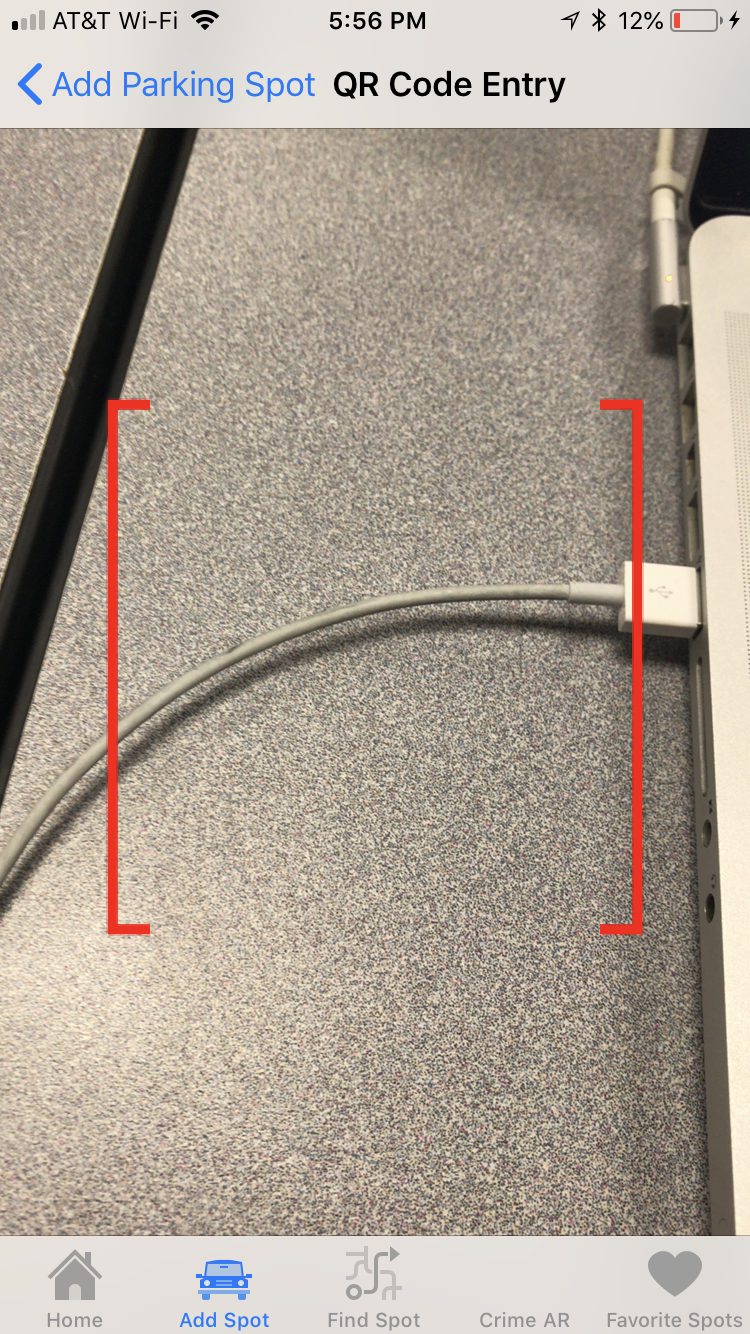 AT&T Wi-Fi 5:56 PM 12%
Add Parking Spot QR Code Entry
Home Add Spot Find Spot Crime AR Favorite Spots